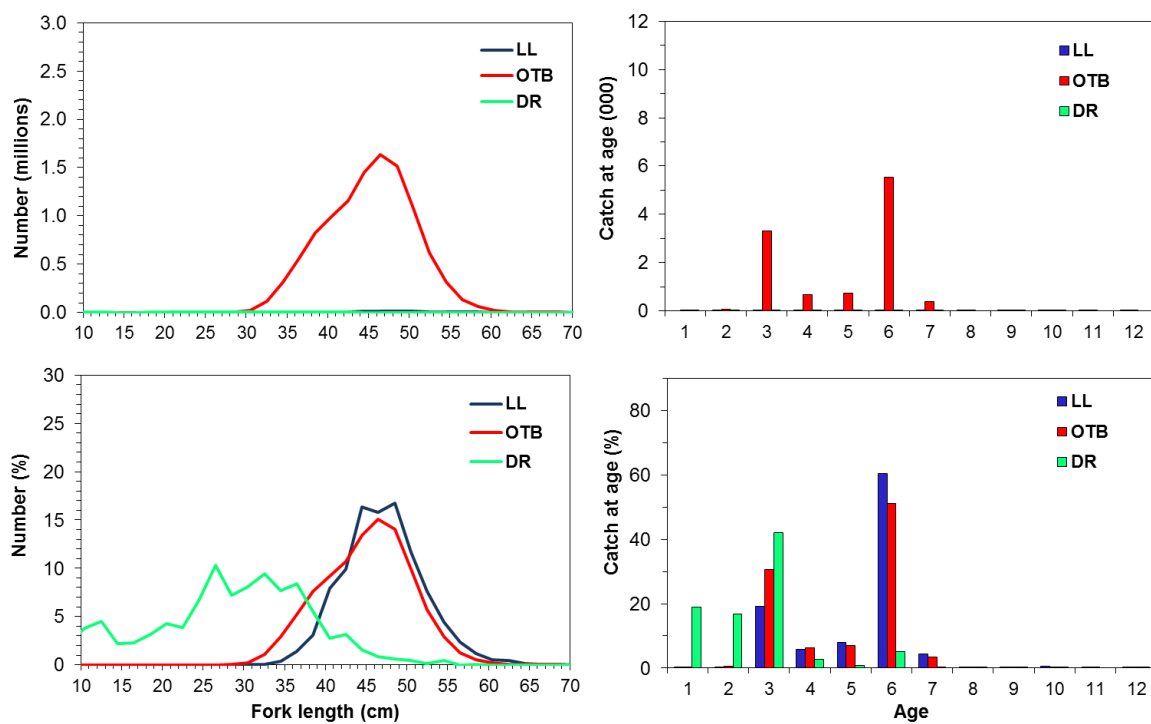 Number (millions)
3.0
2.5
2.0
1.5
1.0
0.5
0.0
10 15 20 25 30 35 40 45 50 55 60 65 70
LL
OTB
DR
Catch at age (000)
12
10
8
6
4
2
0
1 2 3 4 5 6 7 8 9 10 11 12
LL
OTB
DR
Number (%)
30
25
20
15
10
5
0
10 15 20 25 30 35 40 45 50 55 60 65 70
Fork length (cm)
LL
OTB
DR
Catch at age (%)
80
60
40
20
0
1 2 3 4 5 6 7 8 9 10 11 12
Age
LL
OTB
DR